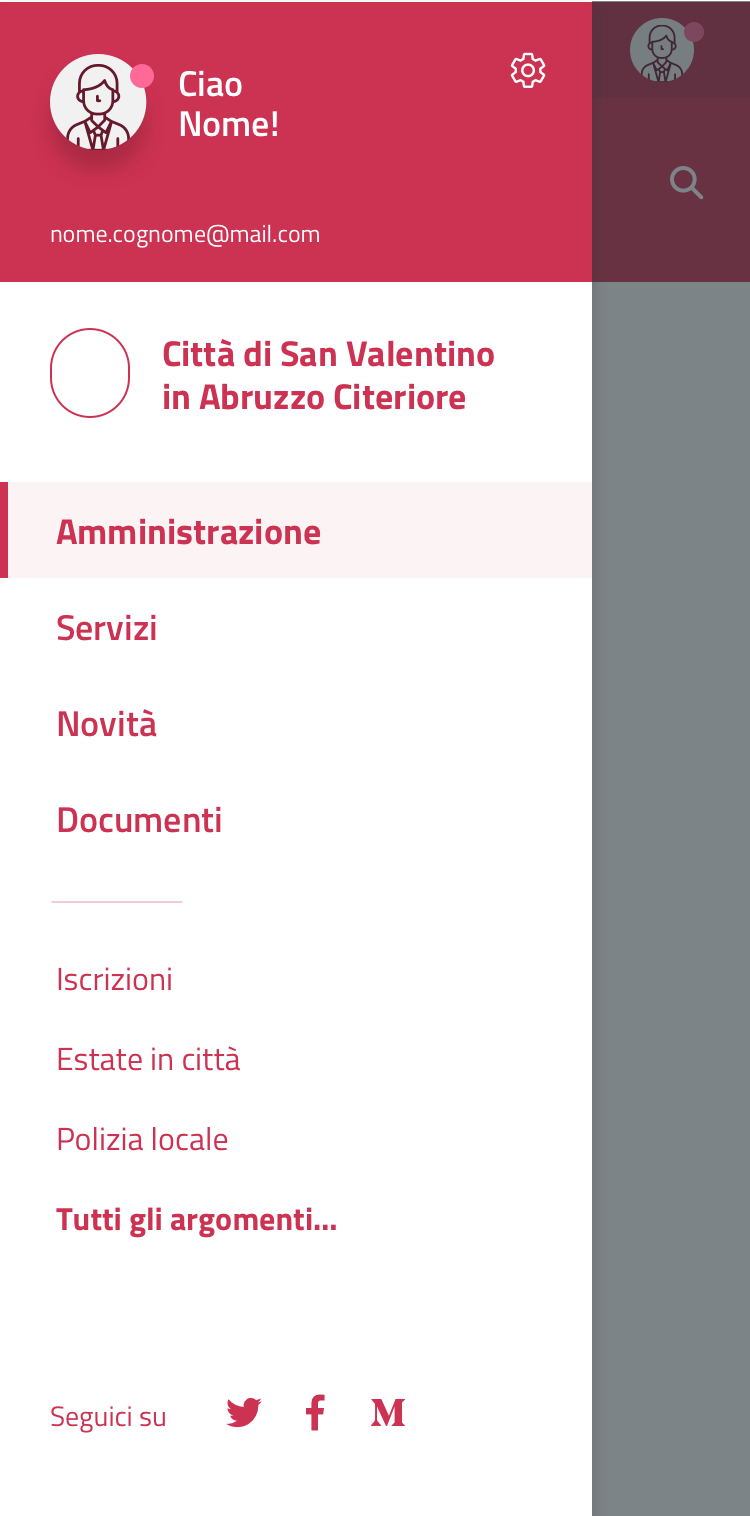 Ciao
Nome!
nome.cognome@mail.com
Città di San Valentino
in Abruzzo Citeriore
Amministrazione
Servizi
Novità
Documenti
Iscrizioni
Estate in città
Polizia locale
Tutti gli argomenti...
Seguici su